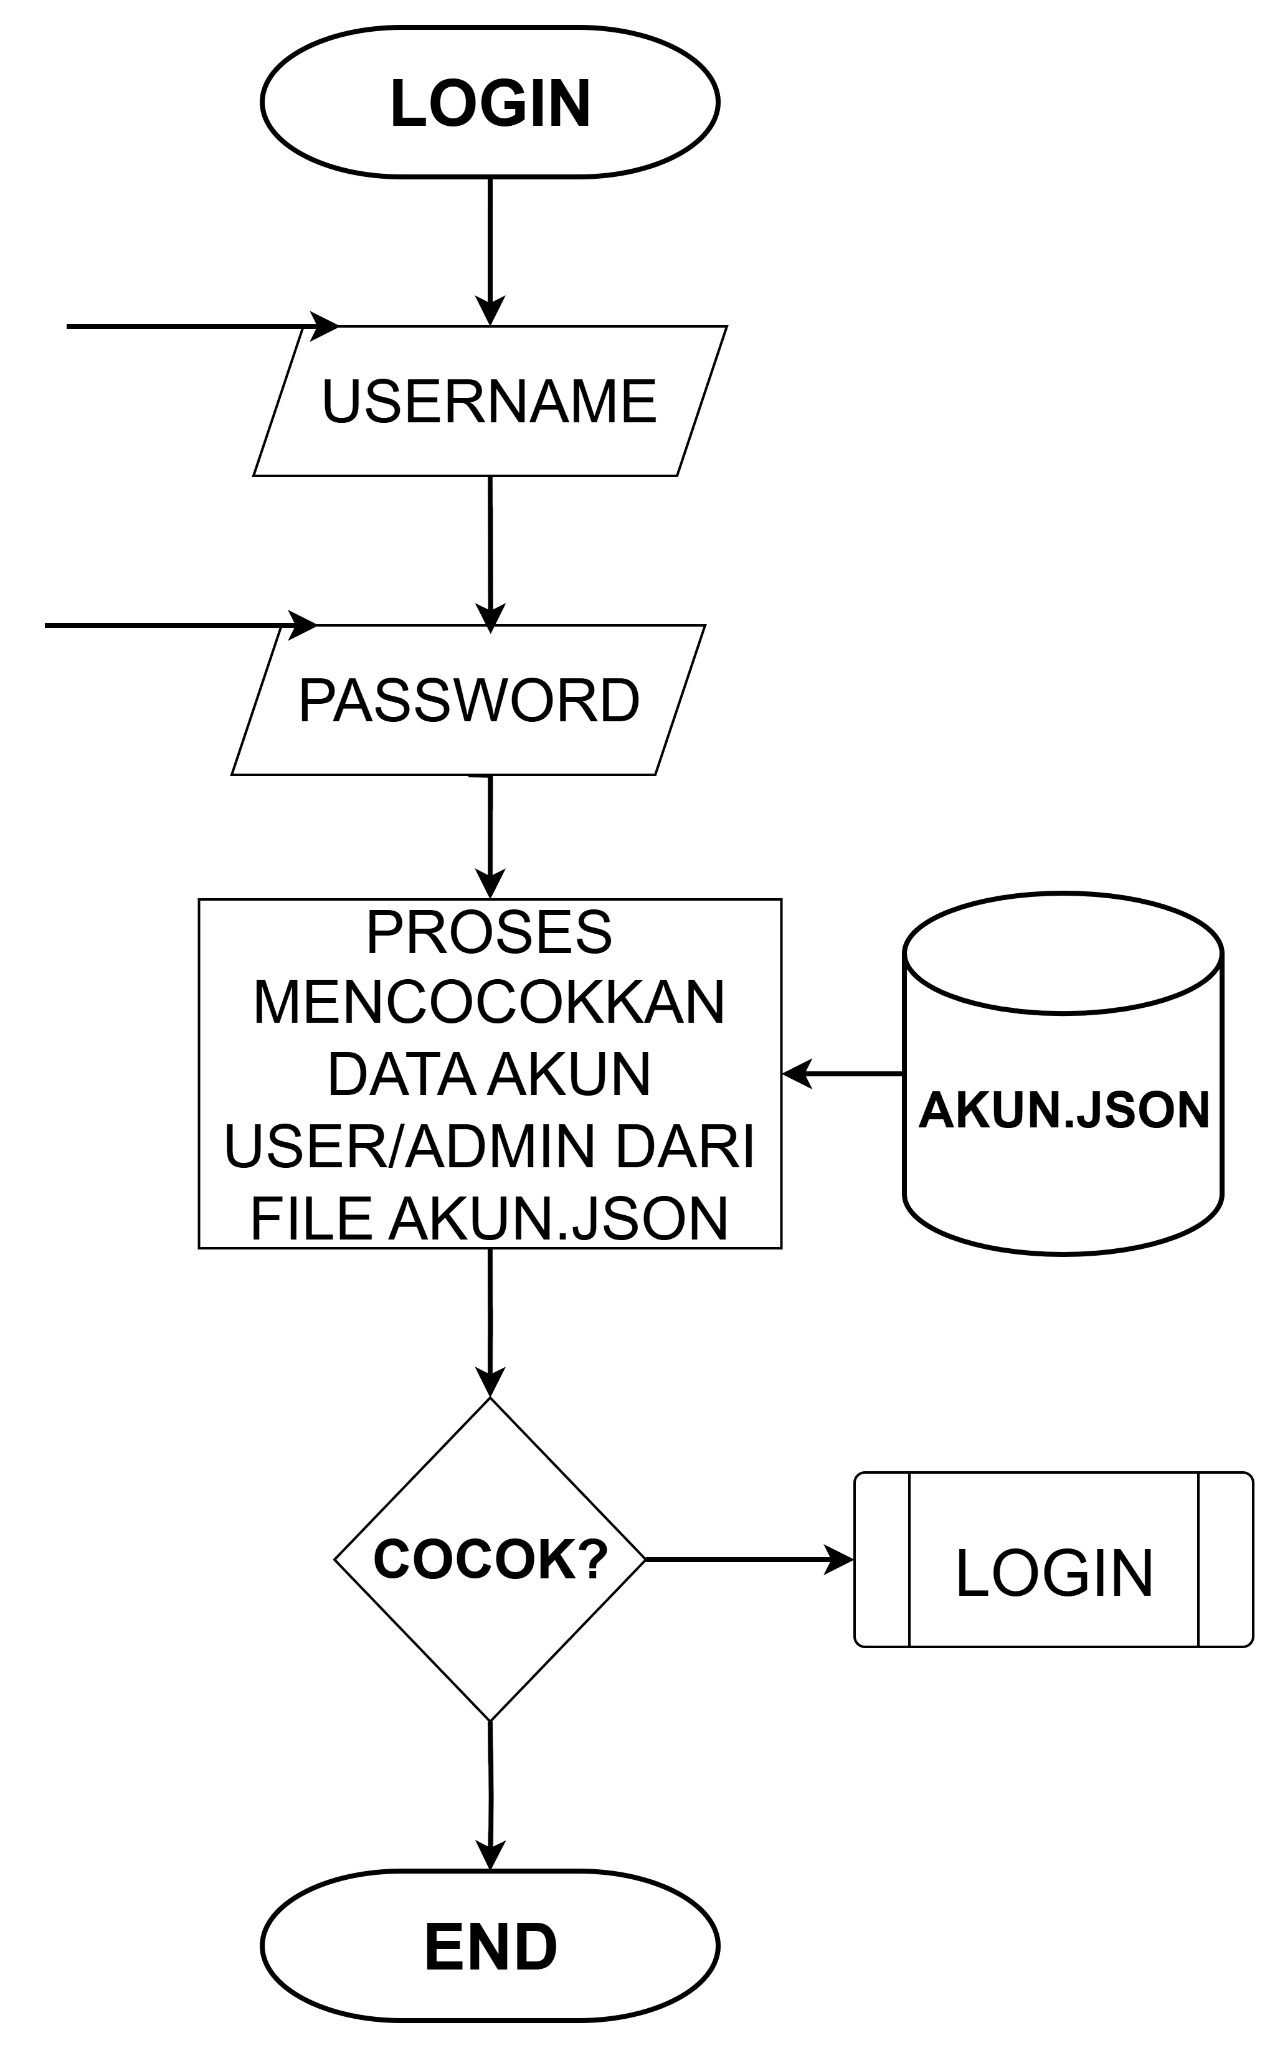 LOGIN
USERNAME
PASSWORD
PROSES
MENCOCOKKAN
DATA AKUN
USER/ADMIN DARI
FILE AKUN.JSON
AKUN.JSON
COCOK?
LOGIN
END